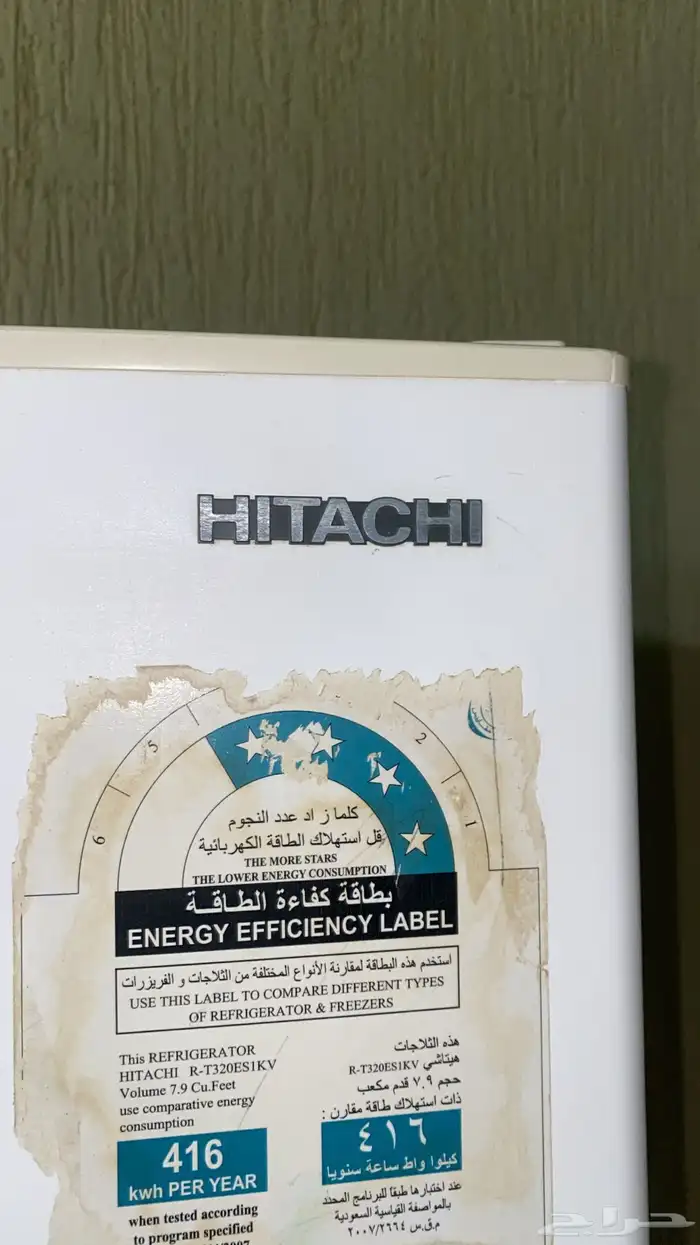 HITACHI
6
5
2
1
كلما زاد عدد النجوم
قل استهلاك الطاقة الكهربائية
THE MORE STARS
THE LOWER ENERGY CONSUMPTION
بطاقة كفاءة الطاقـة
ENERGY EFFICIENCY LABEL
استخدم هذه البطاقة لمقارنة الأنواع المختلفة من الثلاجات و الفريزرات
USE THIS LABEL TO COMPARE DIFFERENT TYPES
OF REFRIGERATOR & FREEZERS
This REFRIGERATOR
HITACHI R-T320ES1KV
Volume 7.9 Cu.Feet
use comparative energy
consumption
416
kwh PER YEAR
when tested according
to program specified
هذه الثلاجات
هيتاشي R-T320ES1KV
حجم ٧.٩ قدم مكعب
ذات استهلاك طاقة مقارن :
٤١٦
كيلوا واط ساعة سنويا
عند اختبارها طبقا للبرنامج المحدد
بالمواصفة القياسية السعودية
م.ق.س ٢٠٠٧/٢٦٦٤
حراج